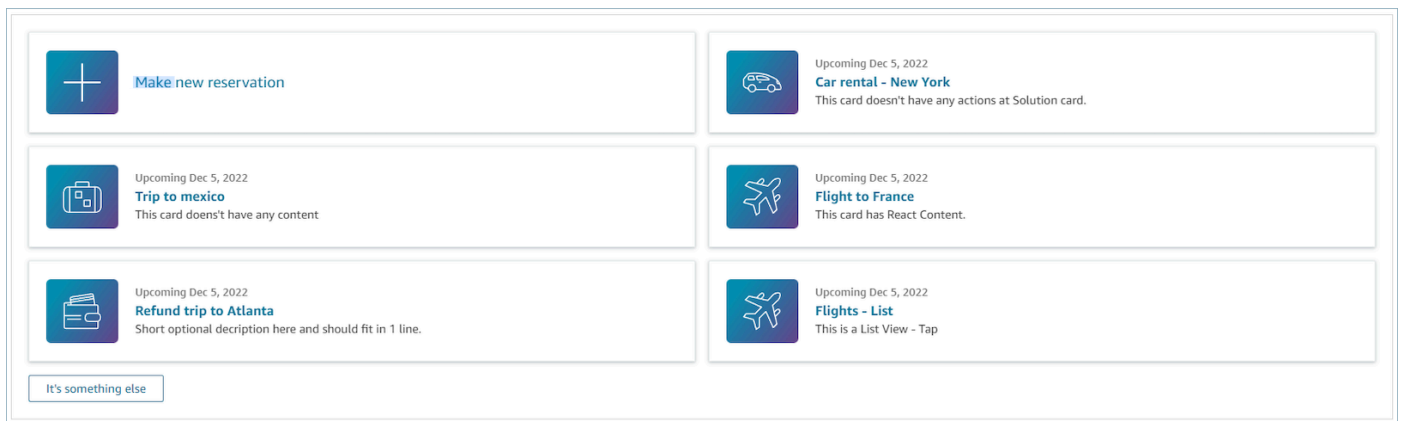 Make new reservation
Upcoming Dec 5, 2022
Car rental - New York
This card doesn't have any actions at Solution card.
Upcoming Dec 5, 2022
Trip to mexico
This card doens't have any content
Upcoming Dec 5, 2022
Flight to France
This card has React Content.
Upcoming Dec 5, 2022
Refund trip to Atlanta
Short optional decription here and should fit in 1 line.
Upcoming Dec 5, 2022
Flights - List
This is a List View - Tap
It's something else